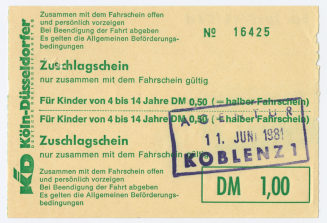 Zusammen mit dem Fahrschein offen
und persönlich vorzeigen
Bei Beendigung der Fahrt abgeben
Es gelten die Allgemeinen Beförderungs-
bedingungen
№ 16425
Zuschlagschein
nur zusammen mit dem Fahrschein gültig
Für Kinder von 4 bis 14 Jahre DM 0,50 (=halber Fahrschein)
Für Kinder von 4 bis 14 Jahre DM 0,50 (=halber Fahrschein)
Zuschlagschein
nur zusammen mit dem Fahrschein gültig
Zusammen mit dem Fahrschein offen
und persönlich vorzeigen
Bei Beendigung der Fahrt abgeben
Es gelten die Allgemeinen Beförderungs-
bedingungen
DM 1,00
AGENTUR
11. JUNI 1981
KOBLENZ 1
KD Köln-Düsseldorfer